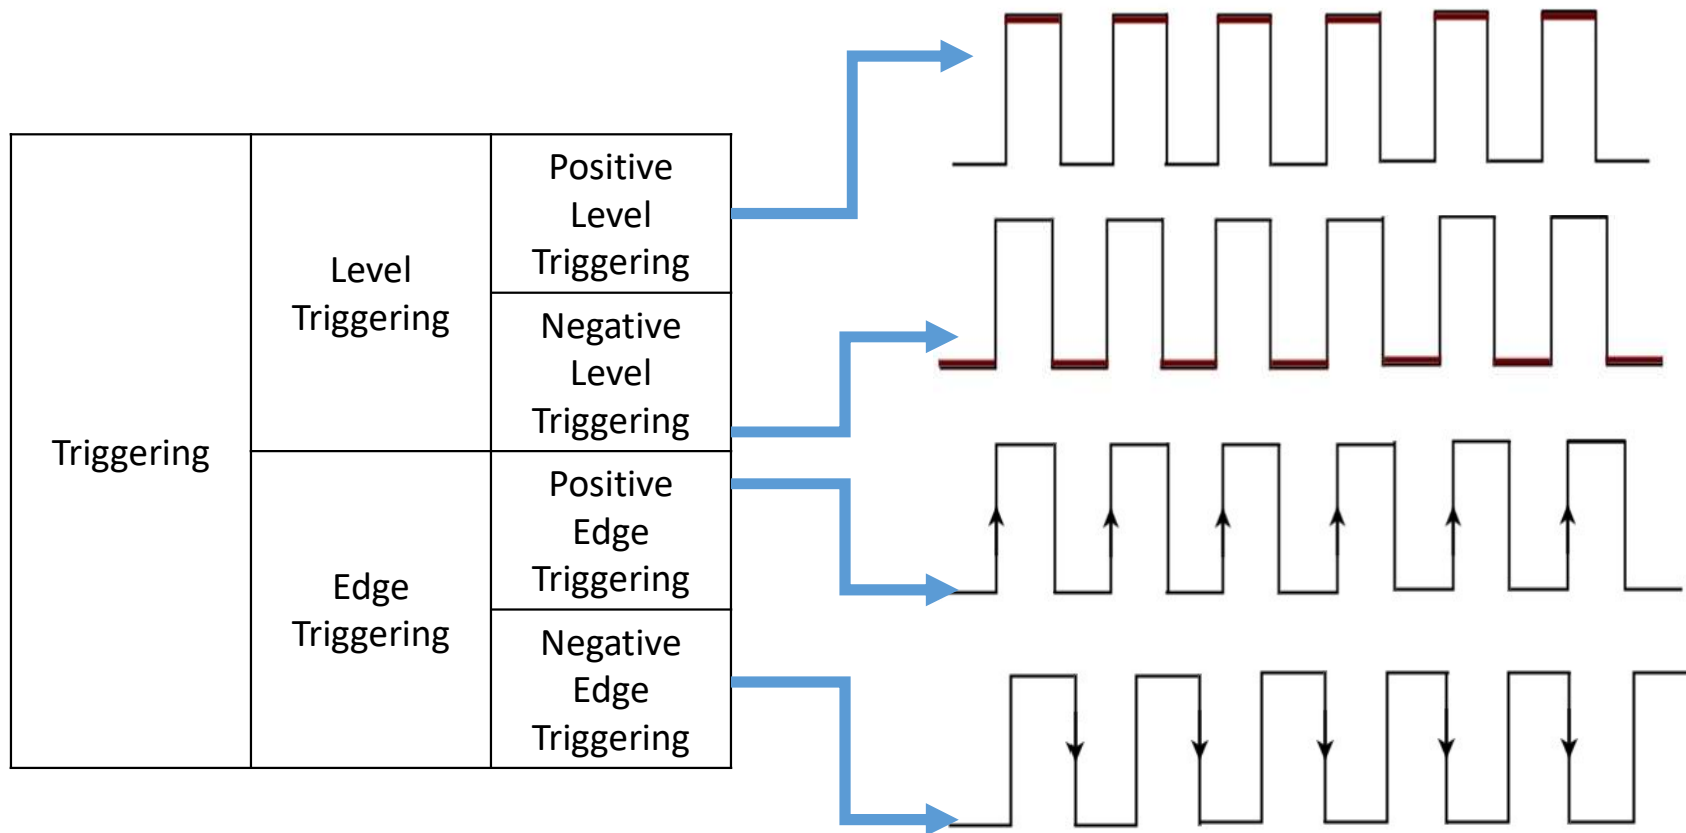 Triggering
Level
Triggering
Positive
Level
Triggering
Negative
Level
Triggering
Edge
Triggering
Positive
Edge
Triggering
Negative
Edge
Triggering